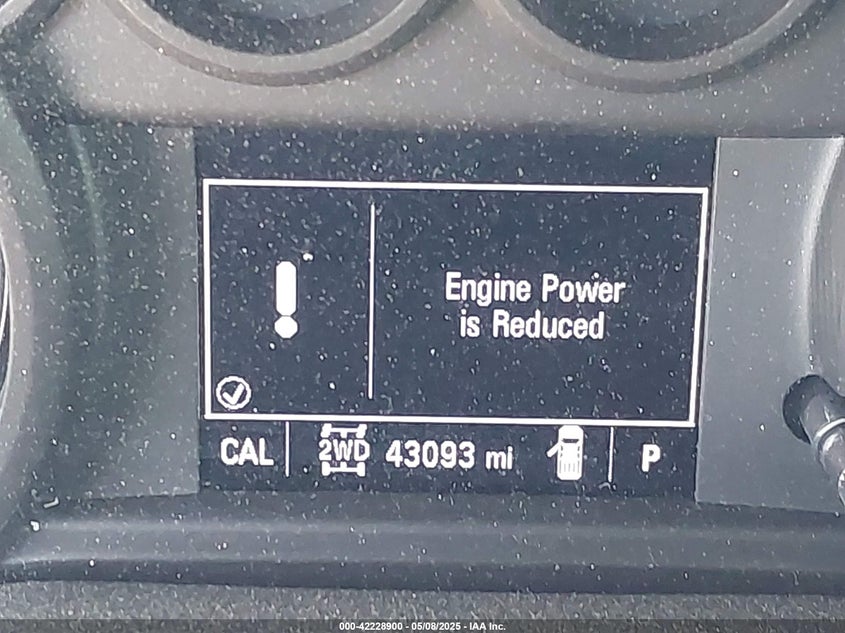 Engine Power
is Reduced
CAL 2WD 43093 mi P
000-42228900 - 05/08/2025 - IAA Inc.